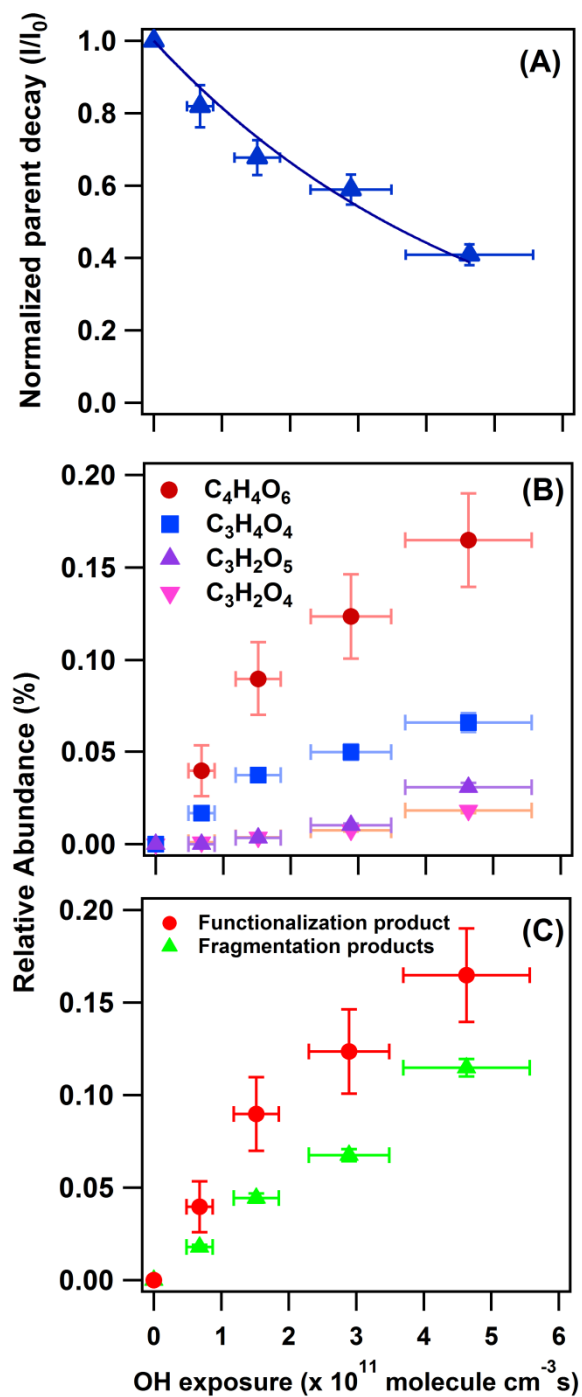 Normalized parent decay (I/I₀)
(A)
1.0
0.8
0.6
0.4
0.2
0.0
Relative Abundance (%)
(B)
0.20
0.15
0.10
0.05
0.00
C₄H₄O₆
C₃H₄O₄
C₃H₂O₅
C₃H₂O₄
(C)
0.20
0.15
0.10
0.05
0.00
Functionalization product
Fragmentation products
0 1 2 3 4 5 6
OH exposure (x 10¹¹ molecule cm⁻³s)